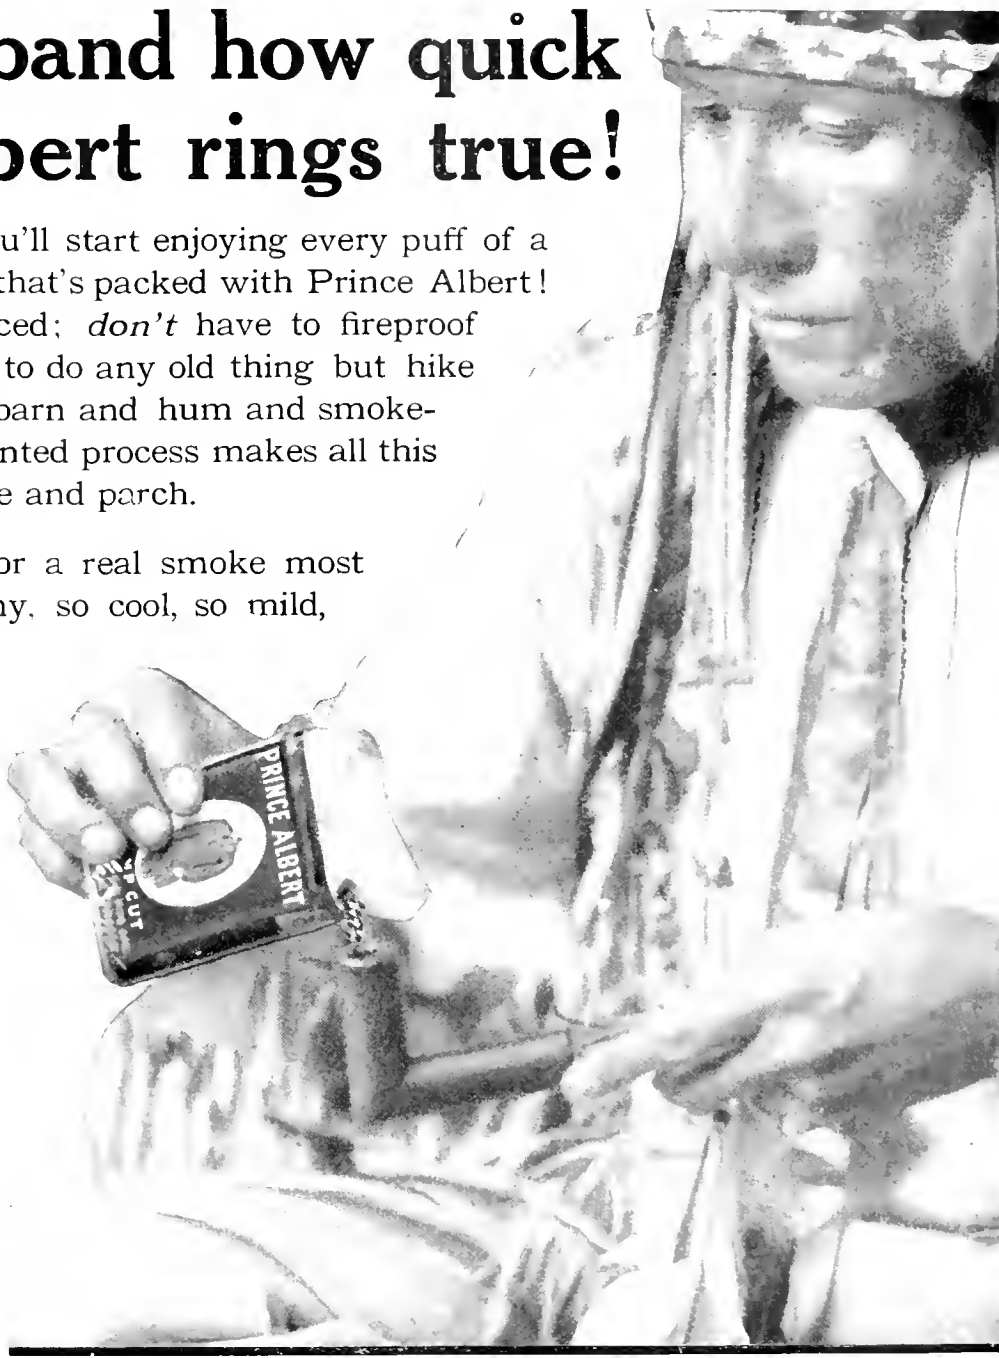 band how quick
bert rings true!
u'll start enjoying every puff of a
that's packed with Prince Albert!
ced; don't have to fireproof
to do any old thing but hike
barn and hum and smoke-
nted process makes all this
e and parch.
or a real smoke most
ny, so cool, so mild,
PRINCE ALBERT
P CUT